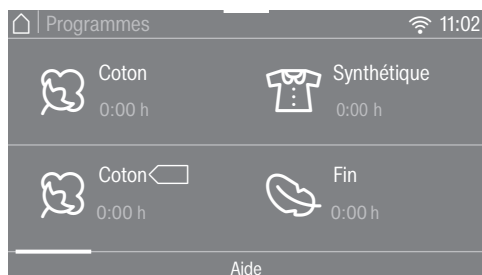 Programmes 11:02
Coton Synthétique
0:00 h 0:00 h
Coton Fin
0:00 h 0:00 h
Aide